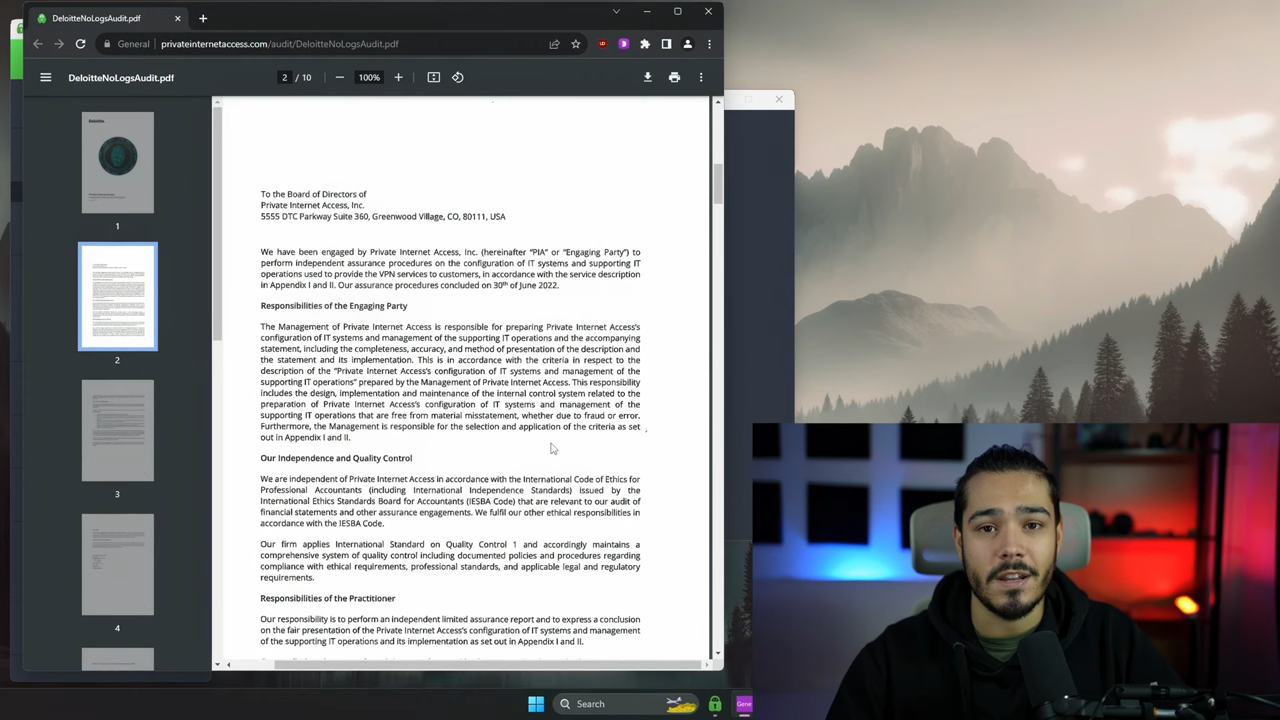 DeloitteNoLogsAudit.pdf
General
privateinternetaccess.com/audit/DeloitteNoLogsAudit.pdf
DeloitteNoLogsAudit.pdf
2 / 10
100%
Deloitte.
1
2
3
4
To the Board of Directors of
Private Internet Access, Inc.
5555 DTC Parkway Suite 360, Greenwood Village, CO, 80111, USA
We have been engaged by Private Internet Access, Inc. (hereinafter “PIA” or “Engaging Party”) to
perform independent assurance procedures on the configuration of IT systems and supporting IT
operations used to provide the VPN services to customers, in accordance with the service description
in Appendix I and II. Our assurance procedures concluded on 30th of June 2022.
Responsibilities of the Engaging Party
The Management of Private Internet Access is responsible for preparing Private Internet Access’s
configuration of IT systems and management of the supporting IT operations and the accompanying
statement, including the completeness, accuracy, and method of presentation of the description and
the statement and its implementation. This is in accordance with the criteria in respect to the
description of the “Private Internet Access’s configuration of IT systems and management of the
supporting IT operations” prepared by the Management of Private Internet Access. This responsibility
includes the design, implementation and maintenance of the internal control system related to the
preparation of Private Internet Access’s configuration of IT systems and management of the
supporting IT operations that are free from material misstatement, whether due to fraud or error.
Furthermore, the Management is responsible for the selection and application of the criteria as set
out in Appendix I and II.
Our Independence and Quality Control
We are independent of Private Internet Access in accordance with the International Code of Ethics for
Professional Accountants (including International Independence Standards) issued by the
International Ethics Standards Board for Accountants (IESBA Code) that are relevant to our audit of
financial statements and other assurance engagements. We fulfil our other ethical responsibilities in
accordance with the IESBA Code.
Our firm applies International Standard on Quality Control 1 and accordingly maintains a
comprehensive system of quality control including documented policies and procedures regarding
compliance with ethical requirements, professional standards, and applicable legal and regulatory
requirements.
Responsibilities of the Practitioner
Our responsibility is to perform an independent limited assurance report and to express a conclusion
on the fair presentation of the Private Internet Access’s configuration of IT systems and management
of the supporting IT operations and its implementation as set out in Appendix I and II.
Search
Gene